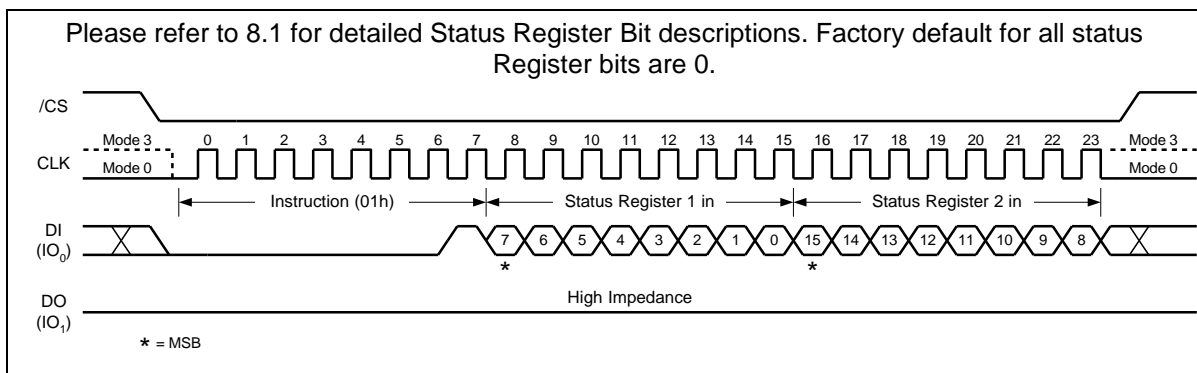 Please refer to 8.1 for detailed Status Register Bit descriptions. Factory default for all status
Register bits are 0.
/CS
Mode 3 0 1 2 3 4 5 6 7 8 9 10 11 12 13 14 15 16 17 18 19 20 21 22 23 Mode 3
CLK
Mode 0 Mode 0
Instruction (01h) Status Register 1 in Status Register 2 in
DI
(IO0)
7 6 5 4 3 2 1 0 15 14 13 12 11 10 9 8
* *
High Impedance
DO
(IO1)
* = MSB